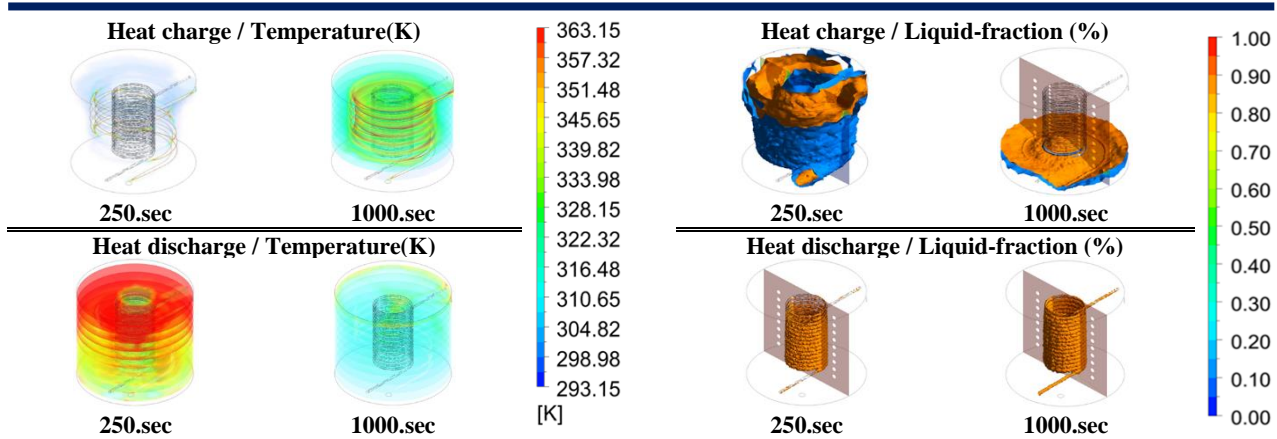 Heat charge / Temperature(K)
250.sec
1000.sec
Heat discharge / Temperature(K)
250.sec
1000.sec
363.15
357.32
351.48
345.65
339.82
333.98
328.15
322.32
316.48
310.65
304.82
298.98
293.15
[K]
Heat charge / Liquid-fraction (%)
250.sec
1000.sec
Heat discharge / Liquid-fraction (%)
250.sec
1000.sec
1.00
0.90
0.80
0.70
0.60
0.50
0.40
0.30
0.20
0.10
0.00